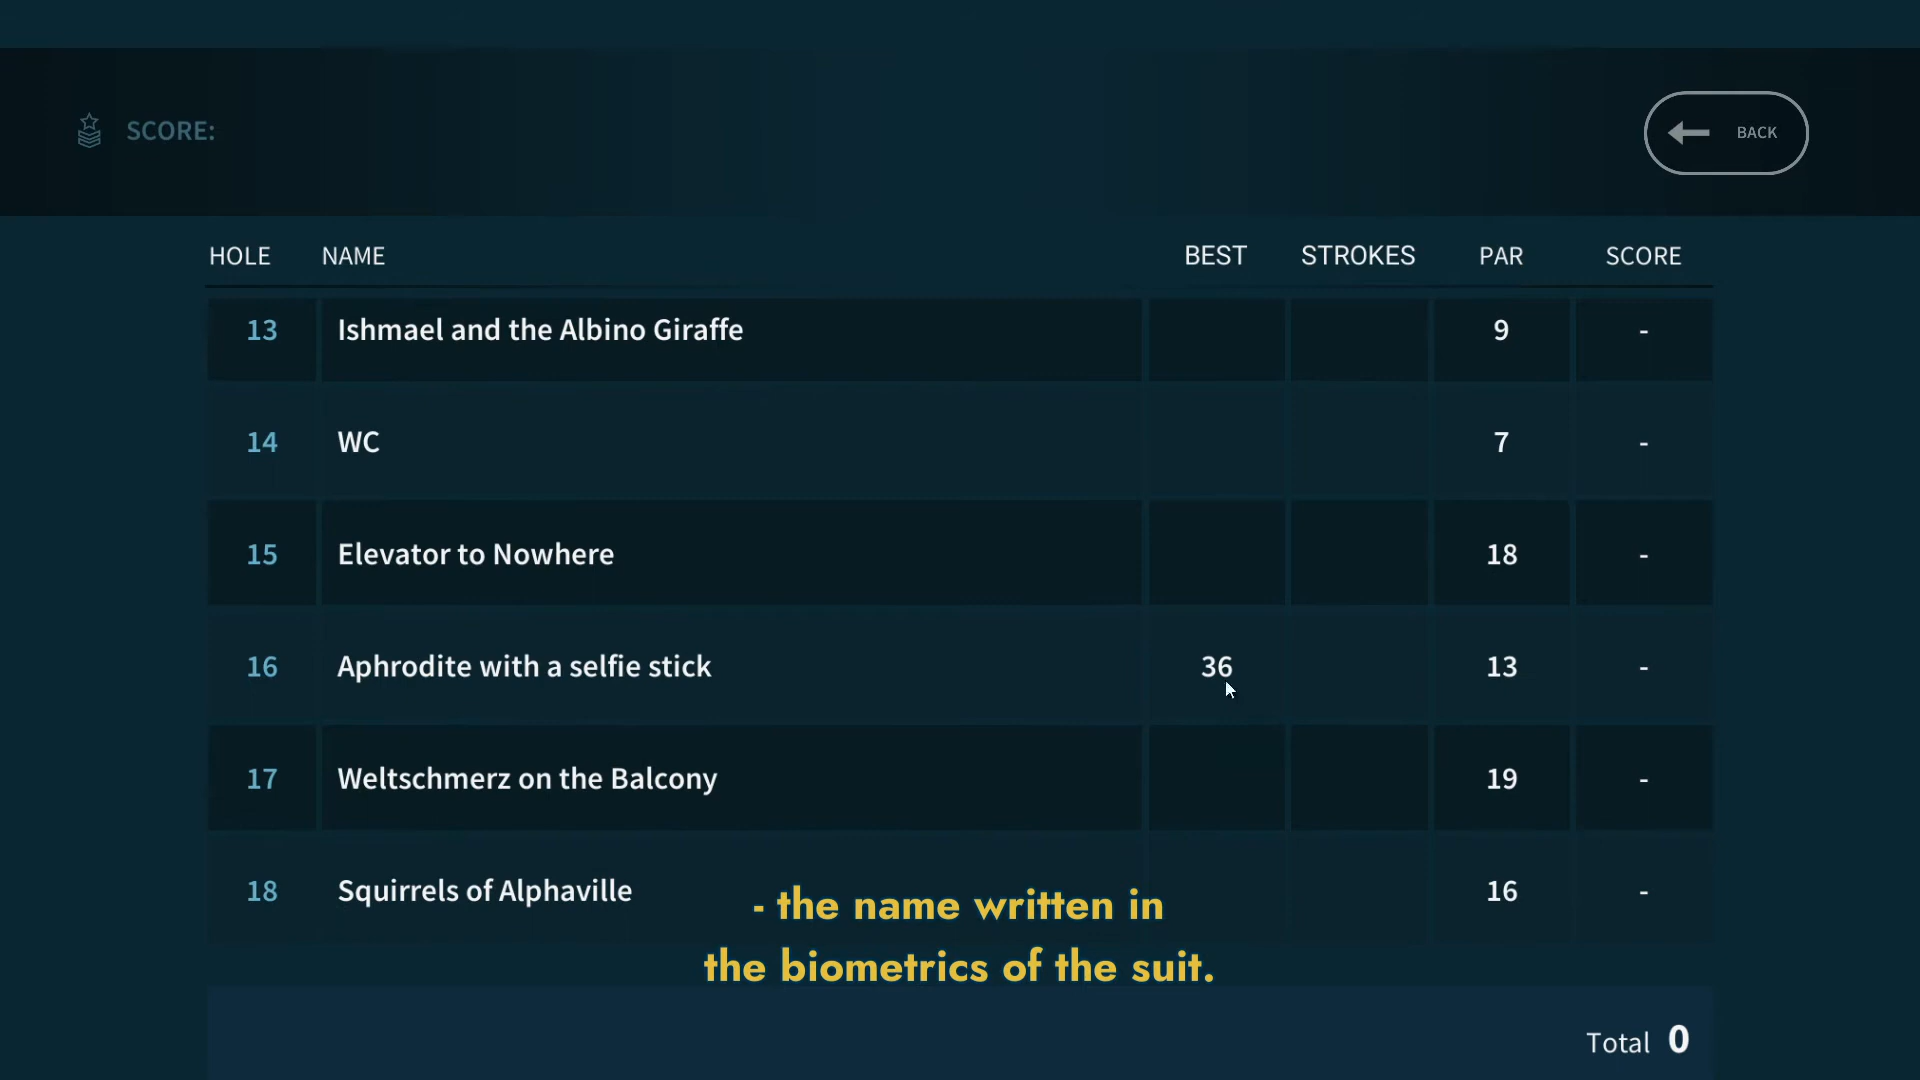 SCORE:
BACK
HOLE NAME BEST STROKES PAR SCORE
13 Ishmael and the Albino Giraffe 9 -
14 WC 7 -
15 Elevator to Nowhere 18 -
16 Aphrodite with a selfie stick 36 13 -
17 Weltschmerz on the Balcony 19 -
18 Squirrels of Alphaville 16 -
- the name written in
the biometrics of the suit.
Total 0